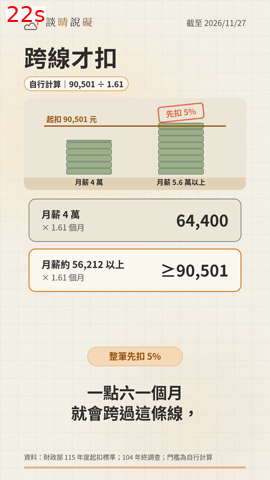 22s
談晴說礙
截至 2026/11/27
跨線才扣
自行計算｜90,501 ÷ 1.61
起扣 90,501 元
先扣 5%
月薪 4 萬
月薪 5.6 萬以上
月薪 4 萬
× 1.61 個月
64,400
月薪約 56,212 以上
× 1.61 個月
≥90,501
整筆先扣 5%
一點六一個月
就會跨過這條線，
資料：財政部 115 年度起扣標準；104 年終調查；門檻為自行計算